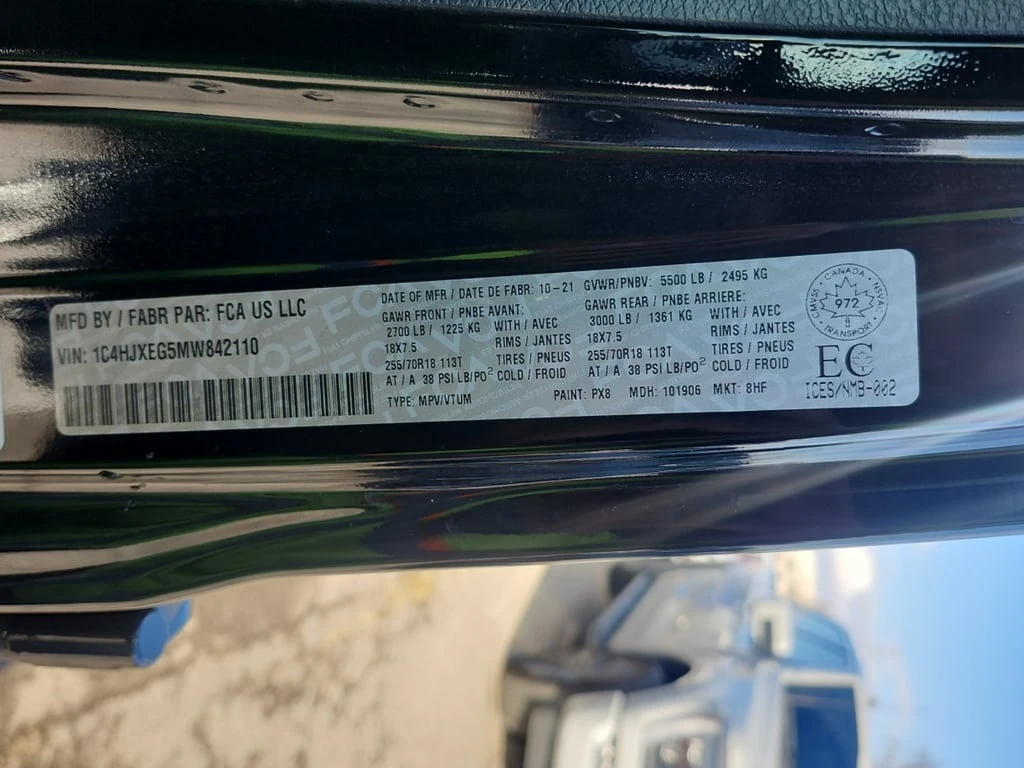 MFD BY / FABR PAR: FCA US LLC
VIN: 1C4HJXEG5MW842110
DATE OF MFR / DATE DE FABR: 10-21 GVWR/PNBV: 5500 LB / 2495 KG
GAWR FRONT / PNBE AVANT: GAWR REAR / PNBE ARRIERE:
2700 LB / 1225 KG WITH / AVEC 3000 LB / 1361 KG WITH / AVEC
18X7.5 RIMS / JANTES 18X7.5 RIMS / JANTES
255/70R18 113T TIRES / PNEUS 255/70R18 113T TIRES / PNEUS
AT / A 38 PSI LB/PO² COLD / FROID AT / A 38 PSI LB/PO² COLD / FROID
TYPE: MPV/VTUM PAINT: PX8 MDH: 101906 MKT: 8HF
CANADA
CMVSS 972 NSVAC
TRANSPORT
EC
ICES/NMB-002